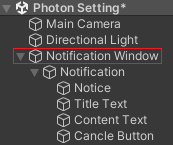 Photon Setting*
Main Camera
Directional Light
Notification Window
Notification
Notice
Title Text
Content Text
Cancle Button